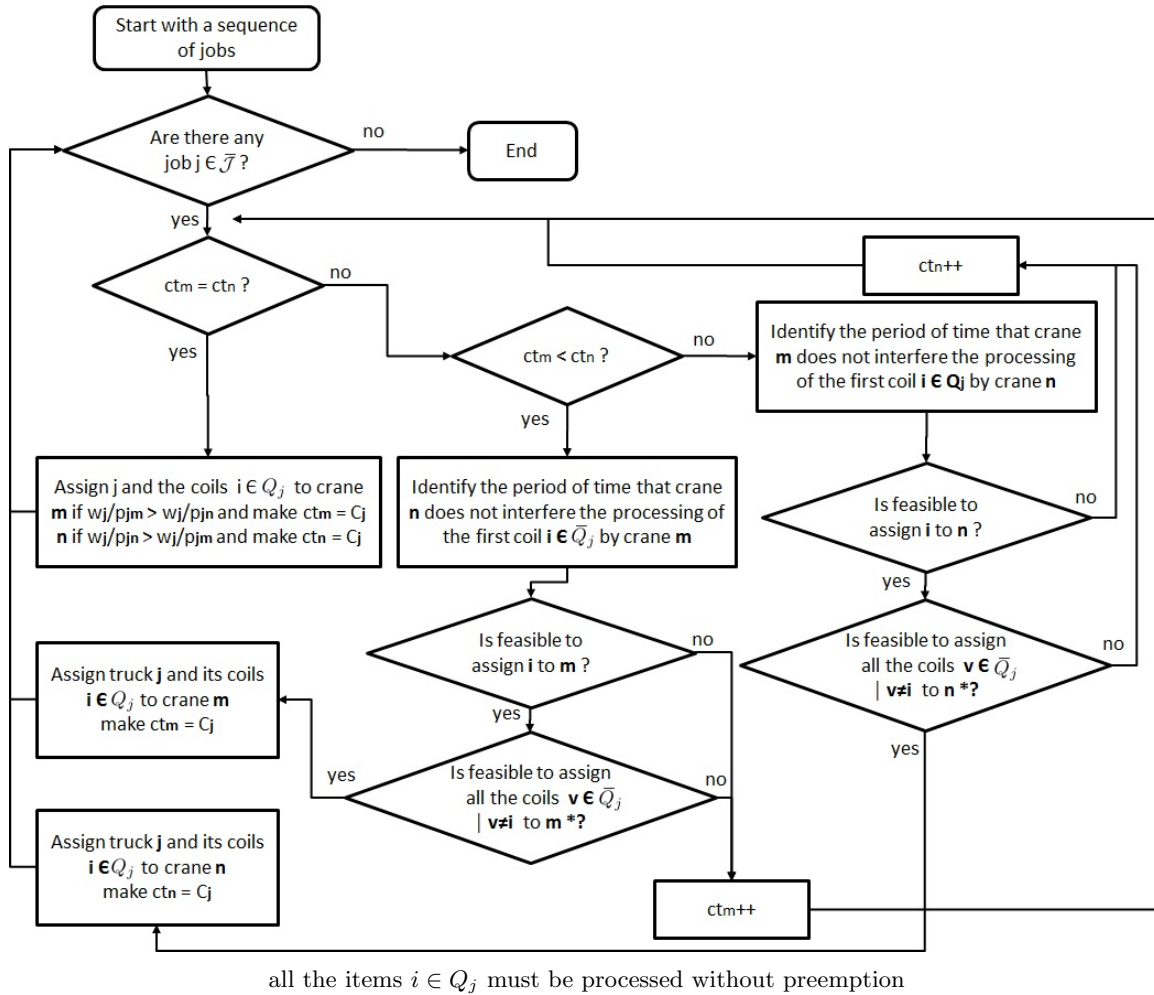 Start with a sequence
of jobs
Are there any
job j ∈ 𝒥̄ ?
no
End
yes
ctm = ctn ?
no
yes
ctn++
ctm < ctn ?
no
yes
Identify the period of time that crane
m does not interfere the processing
of the first coil i ∈ Qj by crane n
Assign j and the coils i ∈ Qj to crane
m if wj/pjm > wj/pjn and make ctm = Cj
n if wj/pjn > wj/pjm and make ctn = Cj
Identify the period of time that crane
n does not interfere the processing of
the first coil i ∈ Q̄j by crane m
Is feasible to
assign i to n ?
no
yes
Is feasible to
assign i to m ?
no
yes
Is feasible to assign
all the coils v ∈ Q̄j
| v≠i to n *?
no
yes
Assign truck j and its coils
i ∈ Qj to crane m
make ctm = Cj
yes
Is feasible to assign
all the coils v ∈ Q̄j
| v≠i to m *?
no
Assign truck j and its coils
i ∈ Qj to crane n
make ctn = Cj
ctm++
all the items i ∈ Qj must be processed without preemption